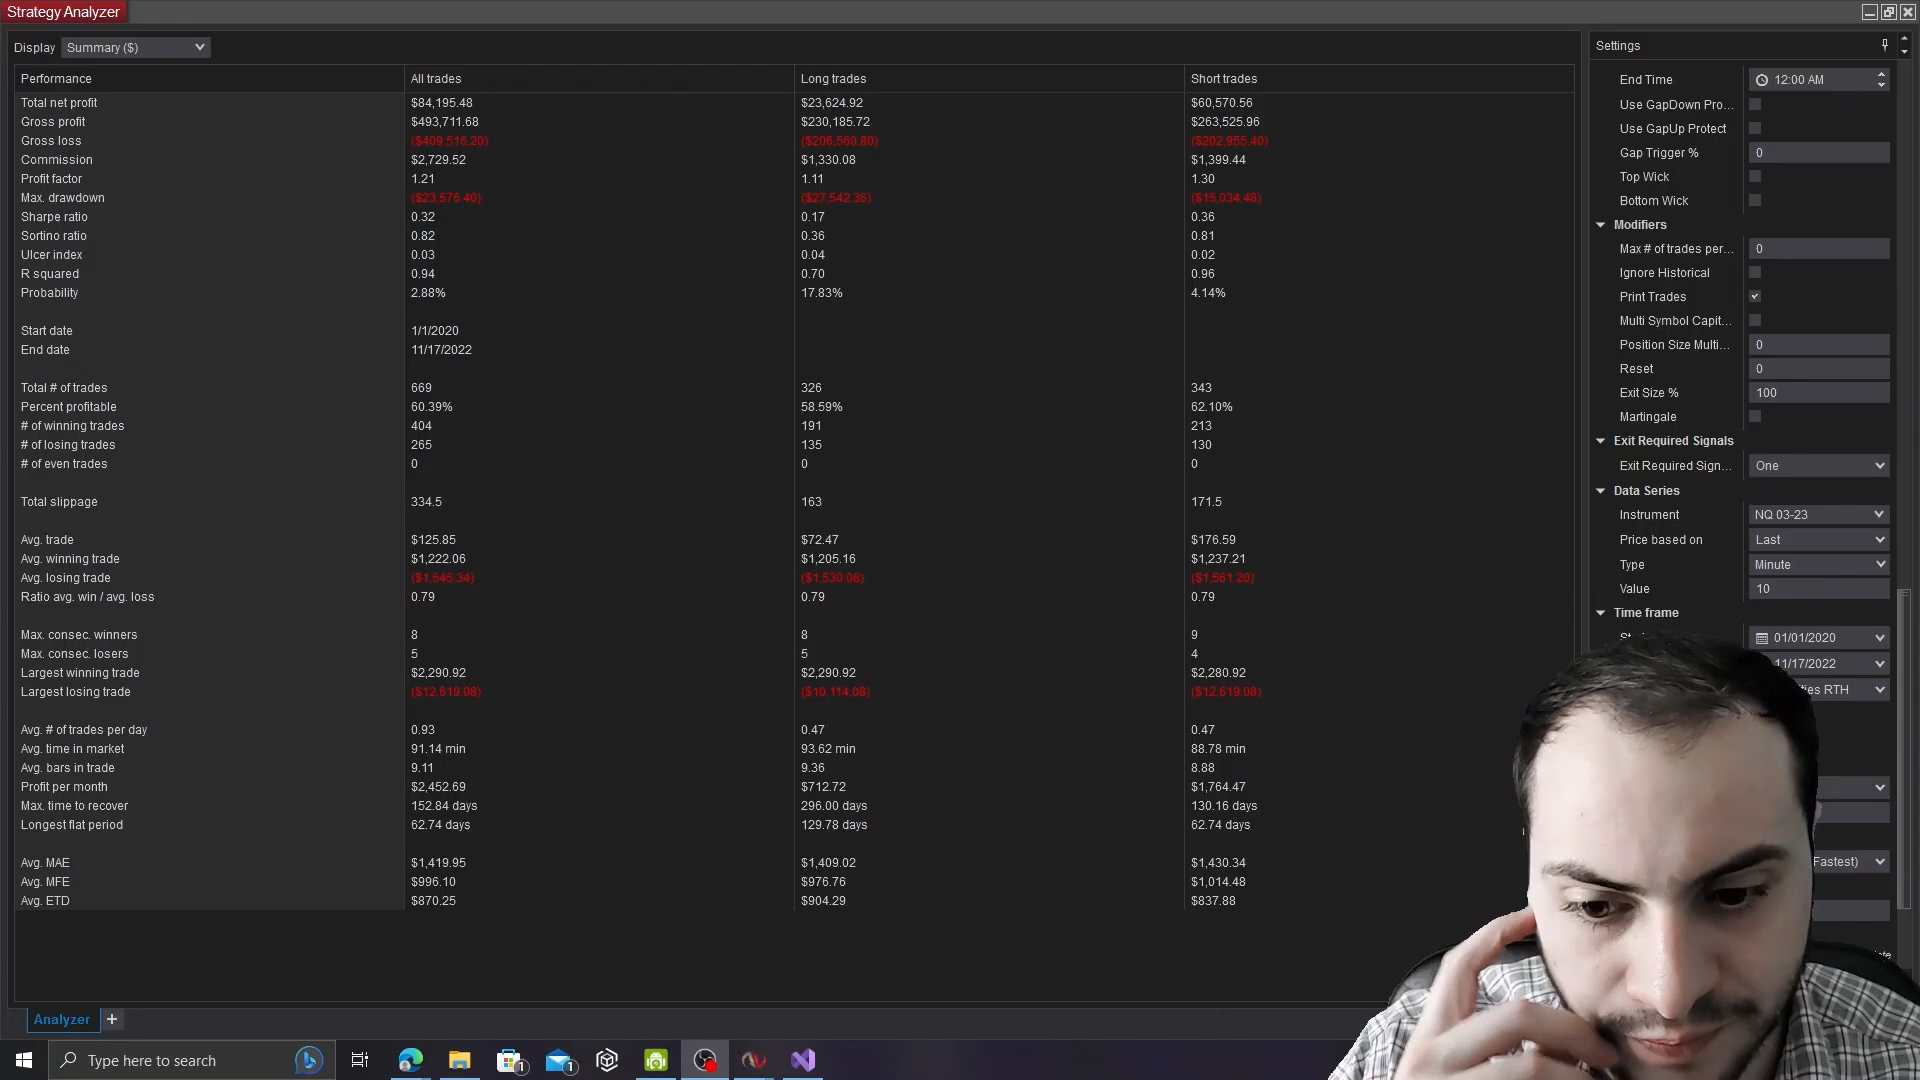 Strategy Analyzer
Display Summary ($)
Settings
Performance All trades Long trades Short trades
Total net profit $84,195.48 $23,624.92 $60,570.56
Gross profit $493,711.68 $230,185.72 $263,525.96
Gross loss ($409,516.20) ($206,560.80) ($202,955.40)
Commission $2,729.52 $1,330.08 $1,399.44
Profit factor 1.21 1.11 1.30
Max. drawdown ($23,576.40) ($27,542.36) ($15,034.48)
Sharpe ratio 0.32 0.17 0.36
Sortino ratio 0.82 0.36 0.81
Ulcer index 0.03 0.04 0.02
R squared 0.94 0.70 0.96
Probability 2.88% 17.83% 4.14%
Start date 1/1/2020
End date 11/17/2022
Total # of trades 669 326 343
Percent profitable 60.39% 58.59% 62.10%
# of winning trades 404 191 213
# of losing trades 265 135 130
# of even trades 0 0 0
Total slippage 334.5 163 171.5
Avg. trade $125.85 $72.47 $176.59
Avg. winning trade $1,222.06 $1,205.16 $1,237.21
Avg. losing trade ($1,545.34) ($1,530.08) ($1,561.20)
Ratio avg. win / avg. loss 0.79 0.79 0.79
Max. consec. winners 8 8 9
Max. consec. losers 5 5 4
Largest winning trade $2,290.92 $2,290.92 $2,280.92
Largest losing trade ($12,619.08) ($10,114.08) ($12,619.08)
Avg. # of trades per day 0.93 0.47 0.47
Avg. time in market 91.14 min 93.62 min 88.78 min
Avg. bars in trade 9.11 9.36 8.88
Profit per month $2,452.69 $712.72 $1,764.47
Max. time to recover 152.84 days 296.00 days 130.16 days
Longest flat period 62.74 days 129.78 days 62.74 days
Avg. MAE $1,419.95 $1,409.02 $1,430.34
Avg. MFE $996.10 $976.76 $1,014.48
Avg. ETD $870.25 $904.29 $837.88
End Time 12:00 AM
Use GapDown Pro...
Use GapUp Protect
Gap Trigger % 0
Top Wick
Bottom Wick
Modifiers
Max # of trades per... 0
Ignore Historical
Print Trades
Multi Symbol Capit...
Position Size Multi... 0
Reset 0
Exit Size % 100
Martingale
Exit Required Signals
Exit Required Sign... One
Data Series
Instrument NQ 03-23
Price based on Last
Type Minute
Value 10
Time frame
01/01/2020
11/17/2022
RTH
Fastest)
Analyzer +
Type here to search
1
1